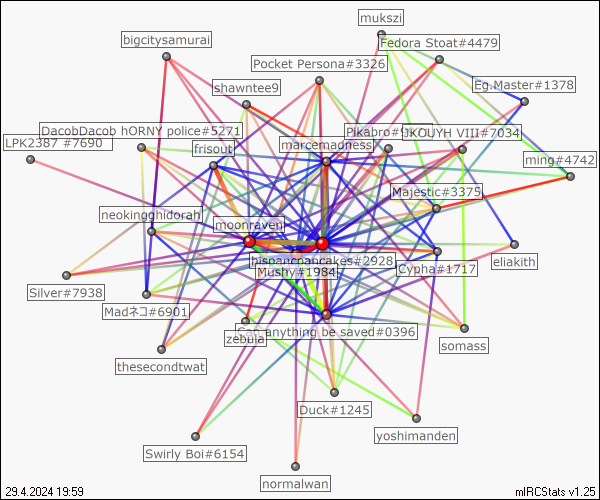 mukszi
bigcitysamurai
Fedora Stoat#4479
Pocket Persona#3326
shawntee9
Eg.Master#1378
DacobDacob hORNY police#5271
LPK2387 #7690
frisout
marcemadness
JKOUYH VIII#7034
ming#4742
Majestic#3375
neokingghidorah
moonraven
hispancpancakes#2928
eliakith
Mushy#1984
Cypha#1717
Silver#7938
Madネコ#6901
anything be saved#0396
zebula
somass
thesecondtwat
Duck#1245
yoshimanden
Swirly Boi#6154
normalwan
29.4.2024 19:59
mIRCStats v1.25